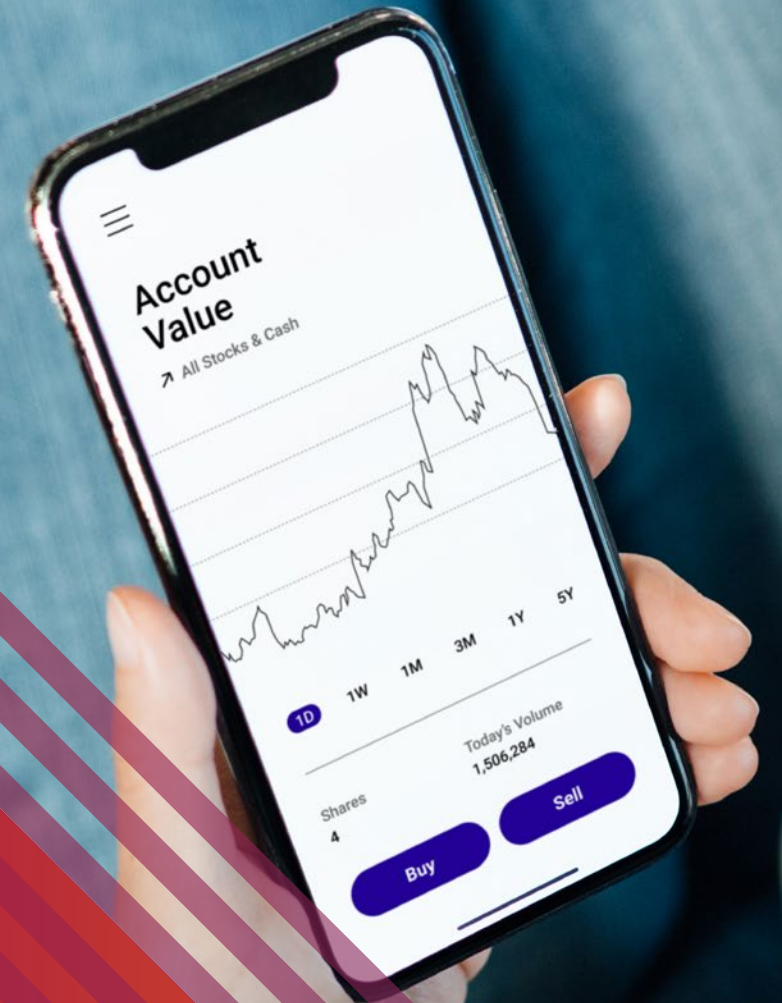 Account
Value
↗ All Stocks & Cash
1D 1W 1M 3M 1Y 5Y
Shares
4
Today's Volume
1,506,284
Buy
Sell